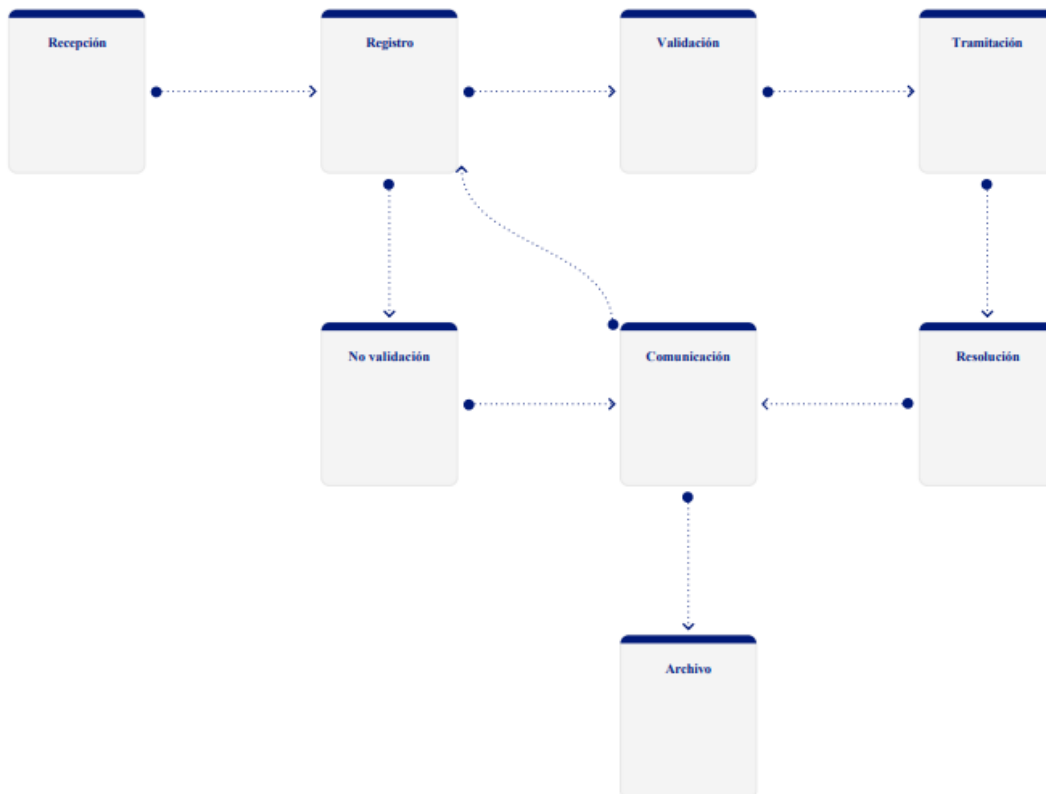 Recepción
Registro
Validación
Tramitación
No validación
Comunicación
Resolución
Archivo